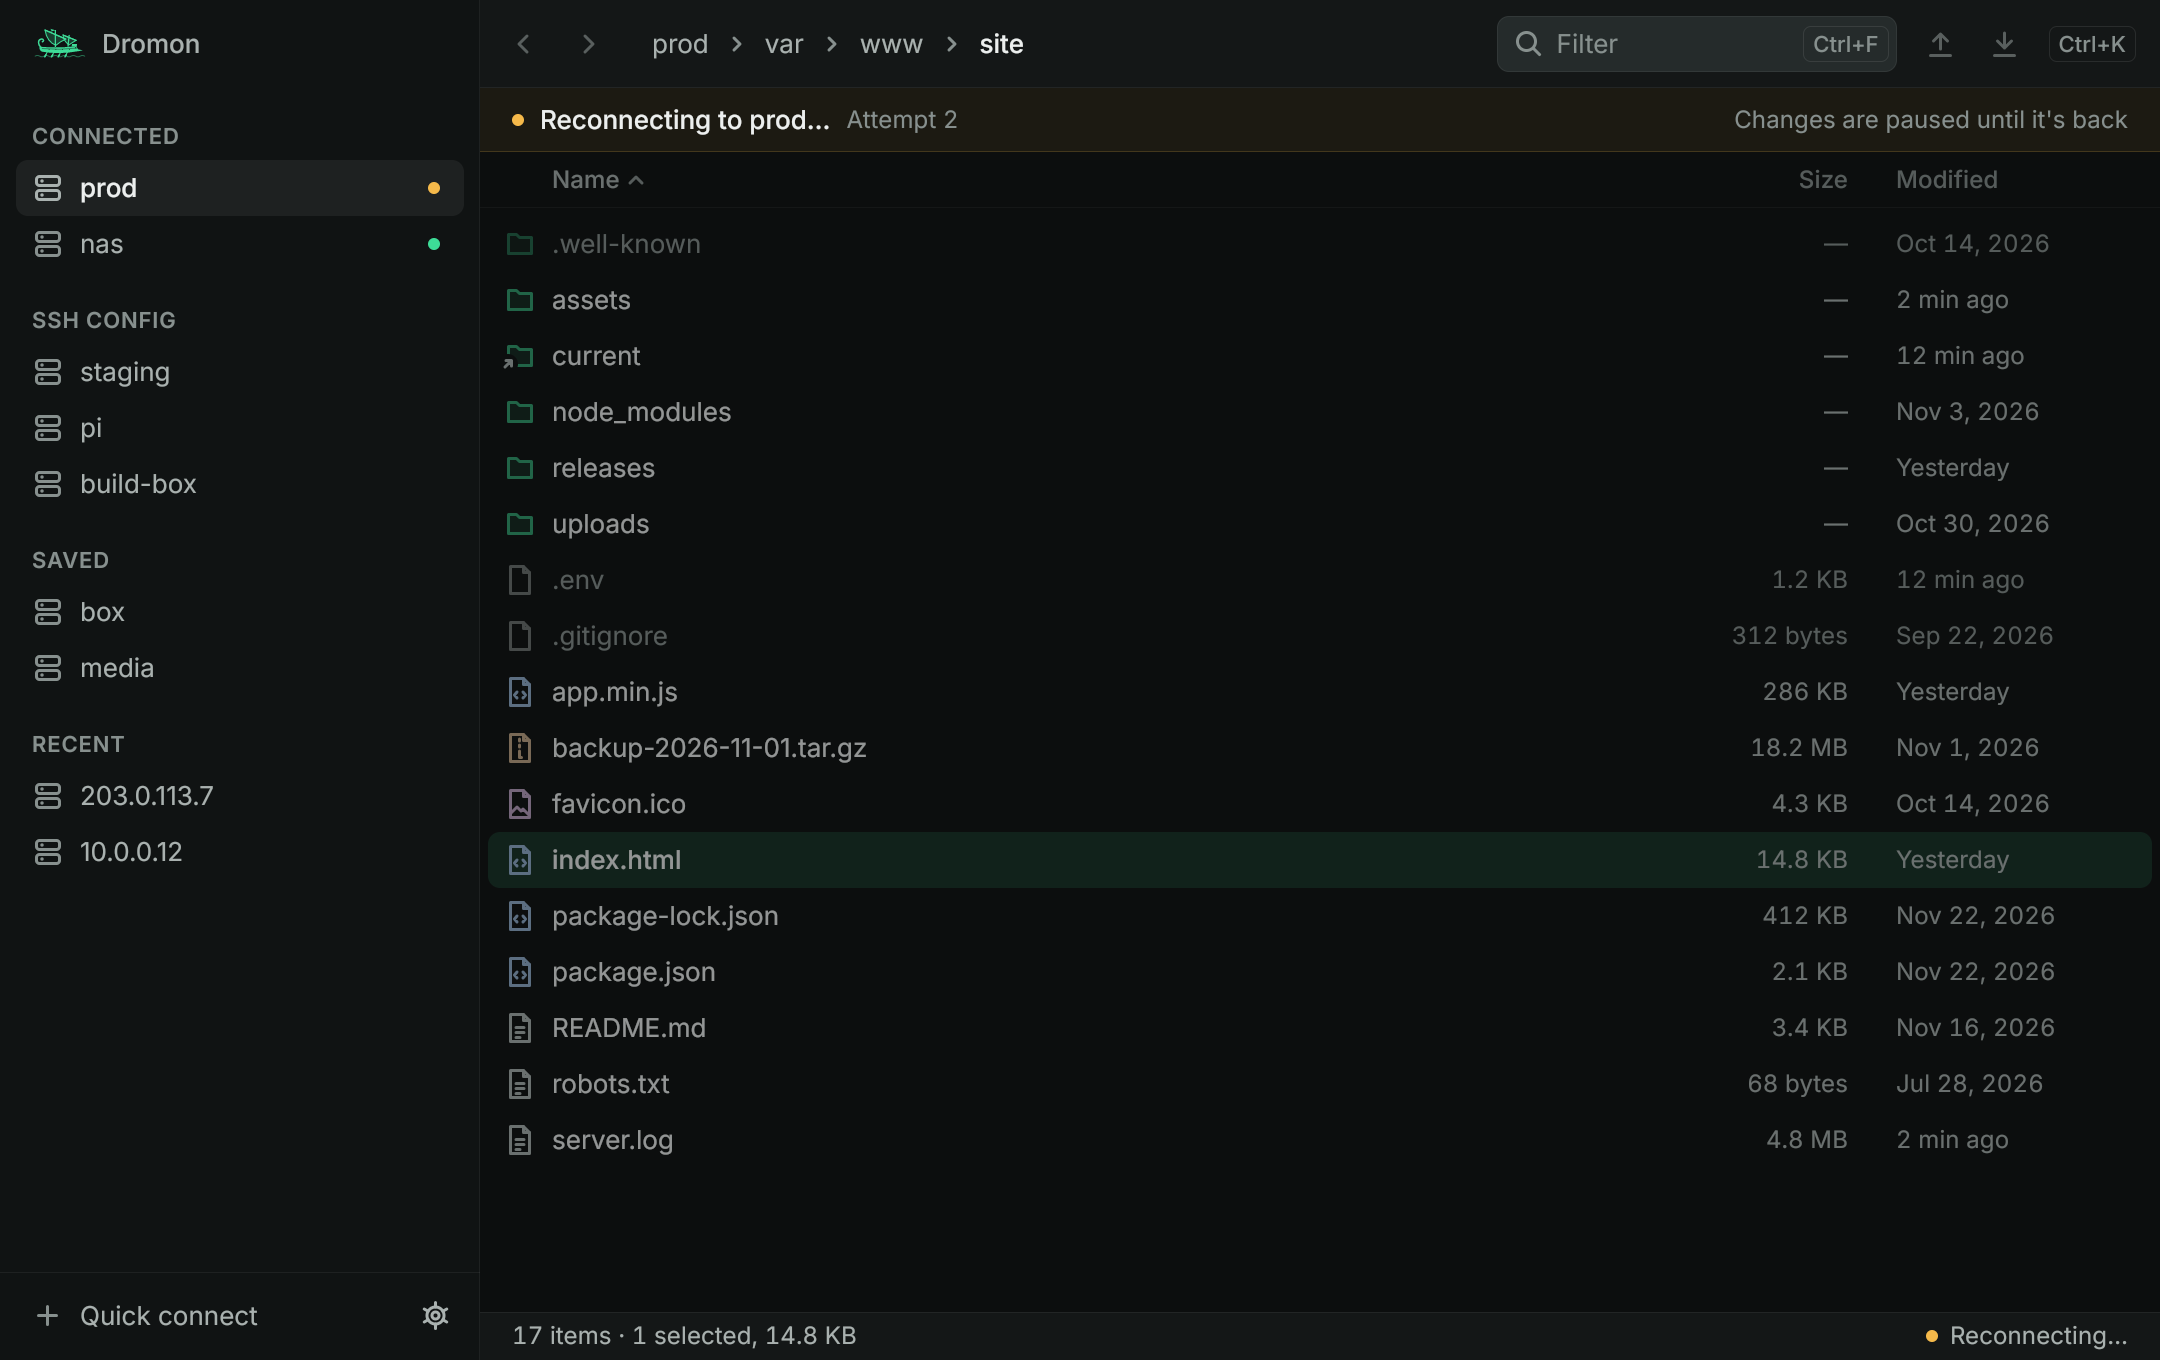 Dromon
CONNECTED
prod
nas
SSH CONFIG
staging
pi
build-box
SAVED
box
media
RECENT
203.0.113.7
10.0.0.12
Quick connect
prod › var › www › site
Filter Ctrl+F
Ctrl+K
Reconnecting to prod... Attempt 2 Changes are paused until it's back
Name Size Modified
.well-known — Oct 14, 2026
assets — 2 min ago
current — 12 min ago
node_modules — Nov 3, 2026
releases — Yesterday
uploads — Oct 30, 2026
.env 1.2 KB 12 min ago
.gitignore 312 bytes Sep 22, 2026
app.min.js 286 KB Yesterday
backup-2026-11-01.tar.gz 18.2 MB Nov 1, 2026
favicon.ico 4.3 KB Oct 14, 2026
index.html 14.8 KB Yesterday
package-lock.json 412 KB Nov 22, 2026
package.json 2.1 KB Nov 22, 2026
README.md 3.4 KB Nov 16, 2026
robots.txt 68 bytes Jul 28, 2026
server.log 4.8 MB 2 min ago
17 items · 1 selected, 14.8 KB
Reconnecting...